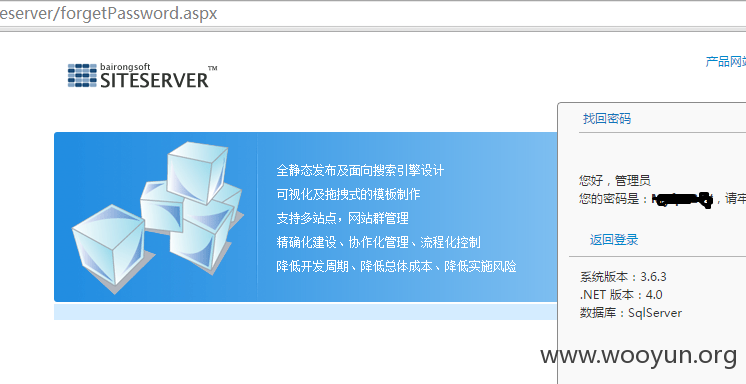 eserver/forgetPassword.aspx
bairongsoft
SITESERVER™
产品网站
找回密码
全静态发布及面向搜索引擎设计
可视化及拖拽式的模板制作
支持多站点，网站群管理
精确化建设、协作化管理、流程化控制
降低开发周期、降低总体成本、降低实施风险
您好，管理员
您的密码是：，请牢
返回登录
系统版本：3.6.3
.NET 版本：4.0
数据库：SqlServer
www.wooyun.org